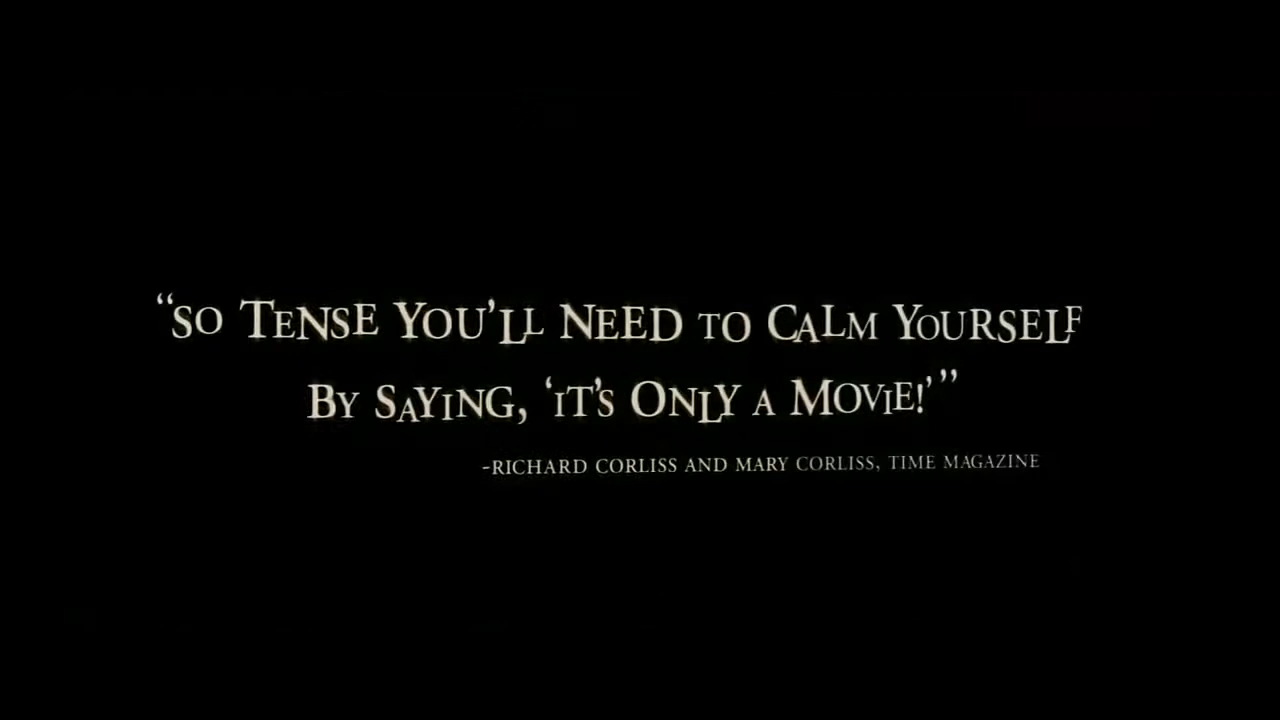 “SO TENSE YOU’LL NEED TO CALM YOURSELF
BY SAYING, ‘IT’S ONLY A MOVIE!’”
-RICHARD CORLISS AND MARY CORLISS, TIME MAGAZINE